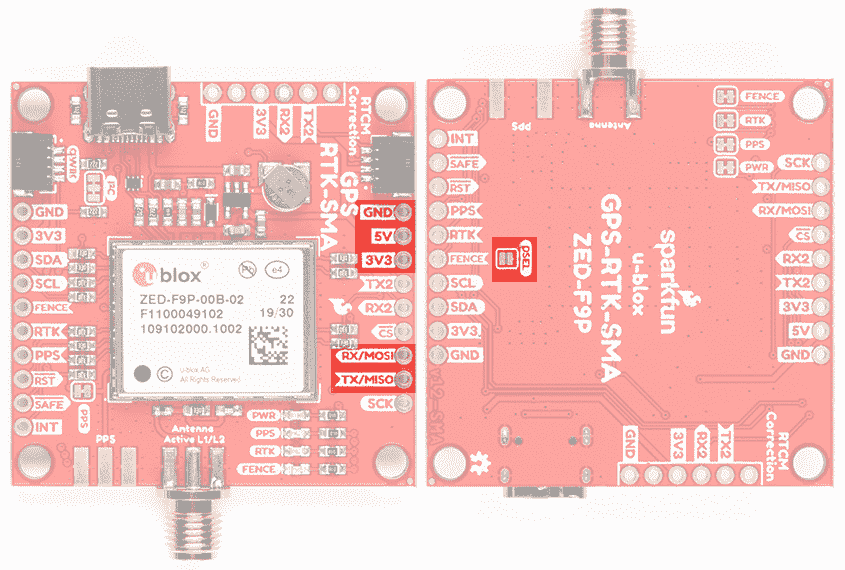 GND
3V3
RX2
TX2
RTCM
Correction
QWIIC
I2C
GPS
RTK-SMA
GND
3V3
SDA
SCL
FENCE
RTK
PPS
RST
SAFE
INT
GND
5V
3V3
TX2
RX2
CS
RX/MOSI
TX/MISO
SCK
u blox
Pb
e4
ZED-F9P-00B-02 22
F1100049102 19/30
109102000.1002
©
u-blox AG
All Rights Reserved
PPS
PPS
Antenna
Active L1/L2
PWR
PPS
RTK
FENCE
PPS
Antenna
INT
SAFE
RST
PPS
RTK
FENCE
SCL
SDA
3V3
GND
DSEL
FENCE
RTK
PPS
PWR
SCK
TX/MISO
RX/MOSI
CS
RX2
TX2
3V3
5V
GND
sparkfun
u-blox
GPS-RTK-SMA
ZED-F9P
GND
3V3
RX2
TX2
RTCM
Correction